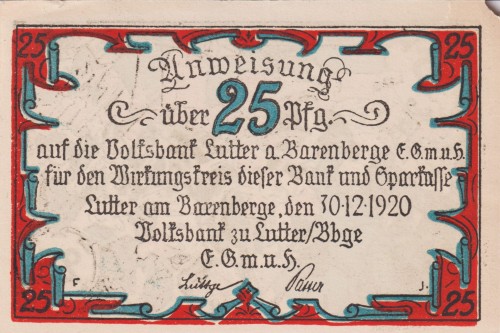 25 25
Anweisung
über 25 Pfg.
auf die Volksbank Lutter a. Barenberge E.G.m.u.H.
für den Wirkungskreis dieser Bank und Sparkasse
Lutter am Barenberge, den 30·12·1920
Volksbank zu Lutter/Bbge
E.G.m.u.H.
F J.
25 25